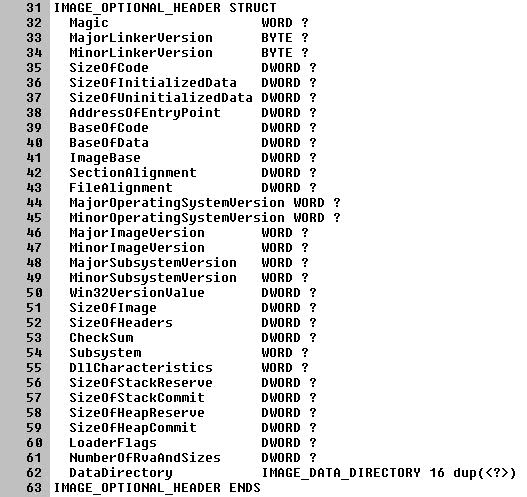 31 IMAGE_OPTIONAL_HEADER STRUCT
32 Magic WORD ?
33 MajorLinkerVersion BYTE ?
34 MinorLinkerVersion BYTE ?
35 SizeOfCode DWORD ?
36 SizeOfInitializedData DWORD ?
37 SizeOfUninitializedData DWORD ?
38 AddressOfEntryPoint DWORD ?
39 BaseOfCode DWORD ?
40 BaseOfData DWORD ?
41 ImageBase DWORD ?
42 SectionAlignment DWORD ?
43 FileAlignment DWORD ?
44 MajorOperatingSystemVersion WORD ?
45 MinorOperatingSystemVersion WORD ?
46 MajorImageVersion WORD ?
47 MinorImageVersion WORD ?
48 MajorSubsystemVersion WORD ?
49 MinorSubsystemVersion WORD ?
50 Win32VersionValue DWORD ?
51 SizeOfImage DWORD ?
52 SizeOfHeaders DWORD ?
53 CheckSum DWORD ?
54 Subsystem WORD ?
55 DllCharacteristics WORD ?
56 SizeOfStackReserve DWORD ?
57 SizeOfStackCommit DWORD ?
58 SizeOfHeapReserve DWORD ?
59 SizeOfHeapCommit DWORD ?
60 LoaderFlags DWORD ?
61 NumberOfRvaAndSizes DWORD ?
62 DataDirectory IMAGE_DATA_DIRECTORY 16 dup(<?>)
63 IMAGE_OPTIONAL_HEADER ENDS